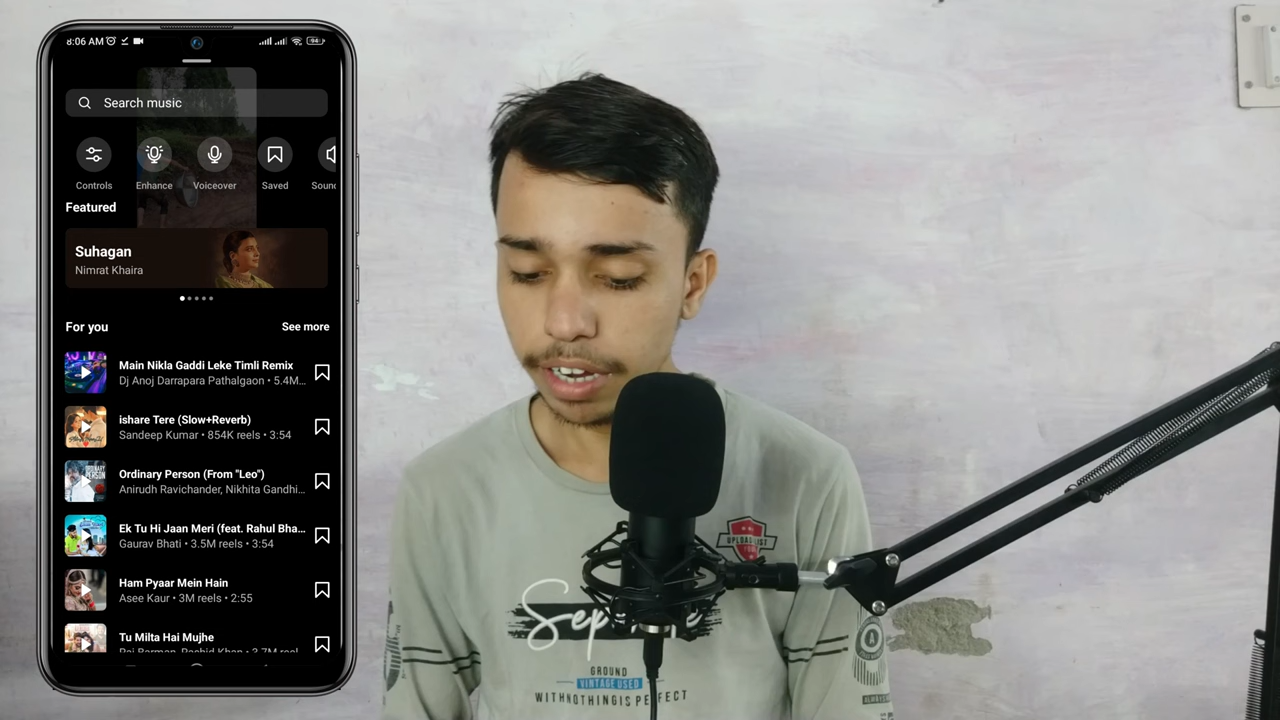 8:06 AM
94
Search music
Controls
Enhance
Voiceover
Saved
Soun
Featured
Suhagan
Nimrat Khaira
For you
See more
Main Nikla Gaddi Leke Timli Remix
Dj Anoj Darrapara Pathalgaon • 5.4M...
ishare Tere (Slow+Reverb)
Sandeep Kumar • 854K reels • 3:54
Ordinary Person (From "Leo")
Anirudh Ravichander, Nikhita Gandhi...
Ek Tu Hi Jaan Meri (feat. Rahul Bha...
Gaurav Bhati • 3.5M reels • 3:54
Ham Pyaar Mein Hain
Asee Kaur • 3M reels • 2:55
Tu Milta Hai Mujhe
GROUND
VINTAGE USED
WITHNOTHINGIS PERFECT
A